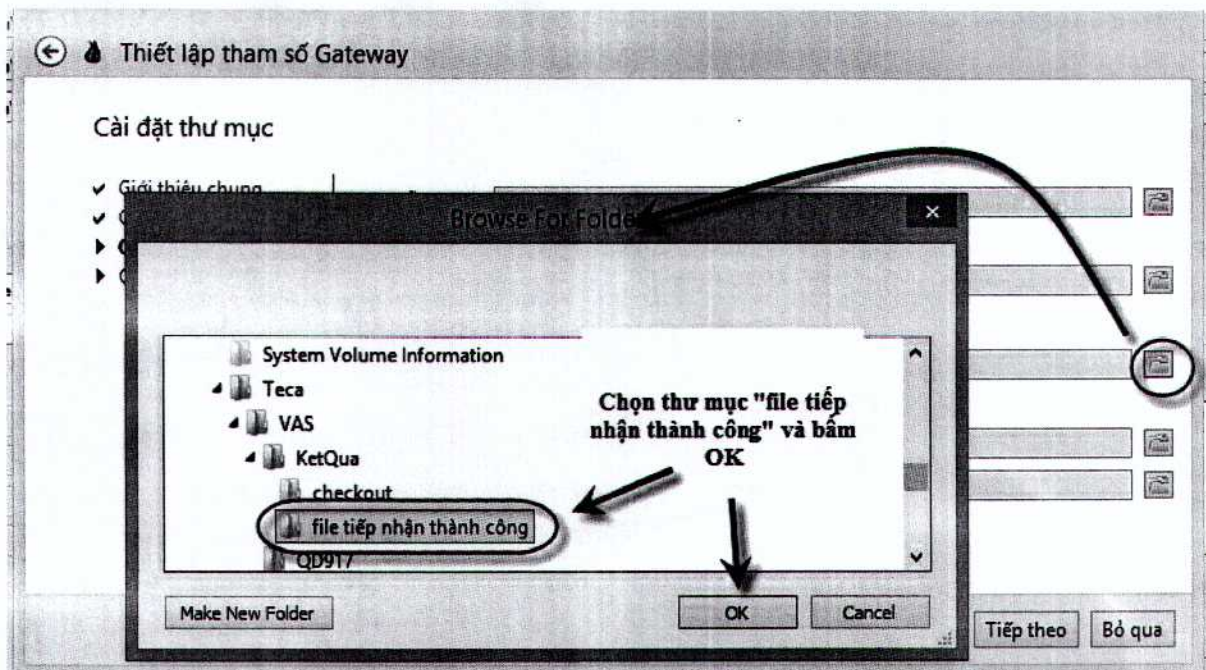 Thiết lập tham số Gateway
Cài đặt thư mục
Giới thiệu chung
Browse For Folder
System Volume Information
Teca
VAS
KetQua
checkout
file tiếp nhận thành công
QD917
Chọn thư mục "file tiếp
nhận thành công" và bấm
OK
Make New Folder
OK
Cancel
Tiếp theo
Bỏ qua